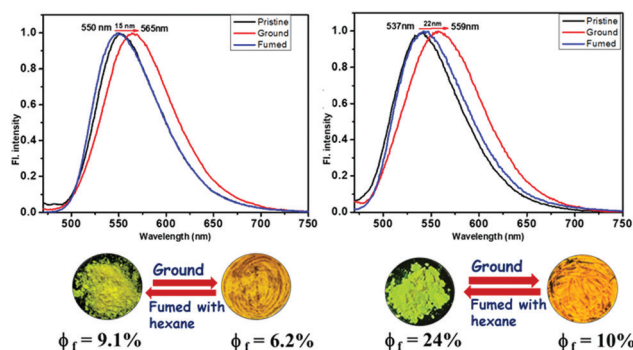 550 nm 15 nm 565nm
Pristine
Ground
Fumed
1.0
0.8
0.6
0.4
0.2
0.0
Fl. intensity
500 550 600 650 700 750
Wavelength (nm)
Ground
Fumed with
hexane
ϕf = 9.1%
ϕf = 6.2%
537nm 22nm 559nm
Pristine
Ground
Fumed
1.0
0.8
0.6
0.4
0.2
0.0
Fl. intensity
500 550 600 650 700 750
Wavelength (nm)
Ground
Fumed with
hexane
ϕf = 24%
ϕf = 10%